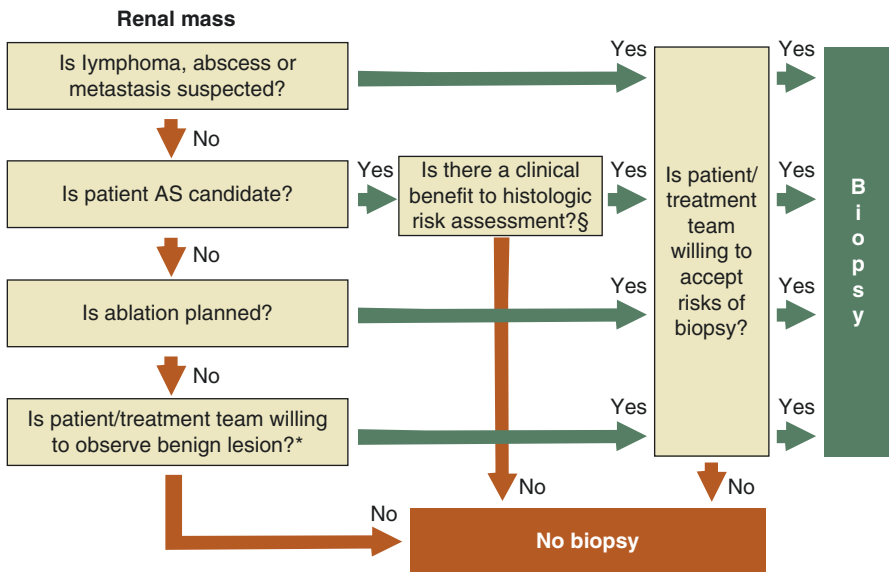 Renal mass
Is lymphoma, abscess or
metastasis suspected?
Yes
Yes
No
Is patient AS candidate?
Yes
Is there a clinical
benefit to histologic
risk assessment?§
Yes
Is patient/
treatment
team
willing to
accept
risks of
biopsy?
Yes
Biopsy
No
Is ablation planned?
Yes
Yes
No
Is patient/treatment team willing
to observe benign lesion?*
Yes
Yes
No
No
No
No biopsy